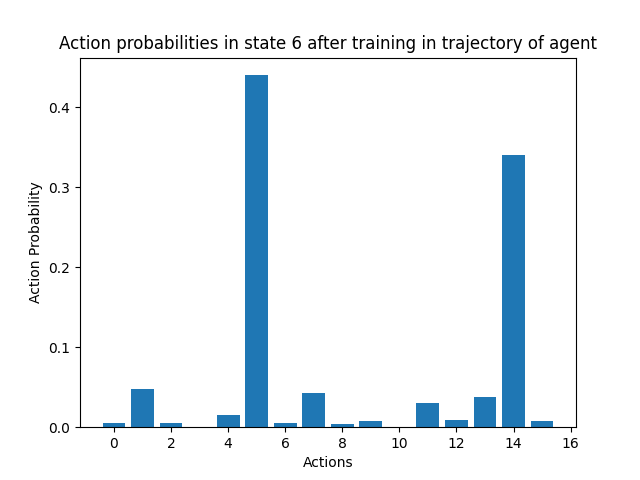 Action probabilities in state 6 after training in trajectory of agent
0.4
0.3
0.2
0.1
0.0
Action Probability
0 2 4 6 8 10 12 14 16
Actions